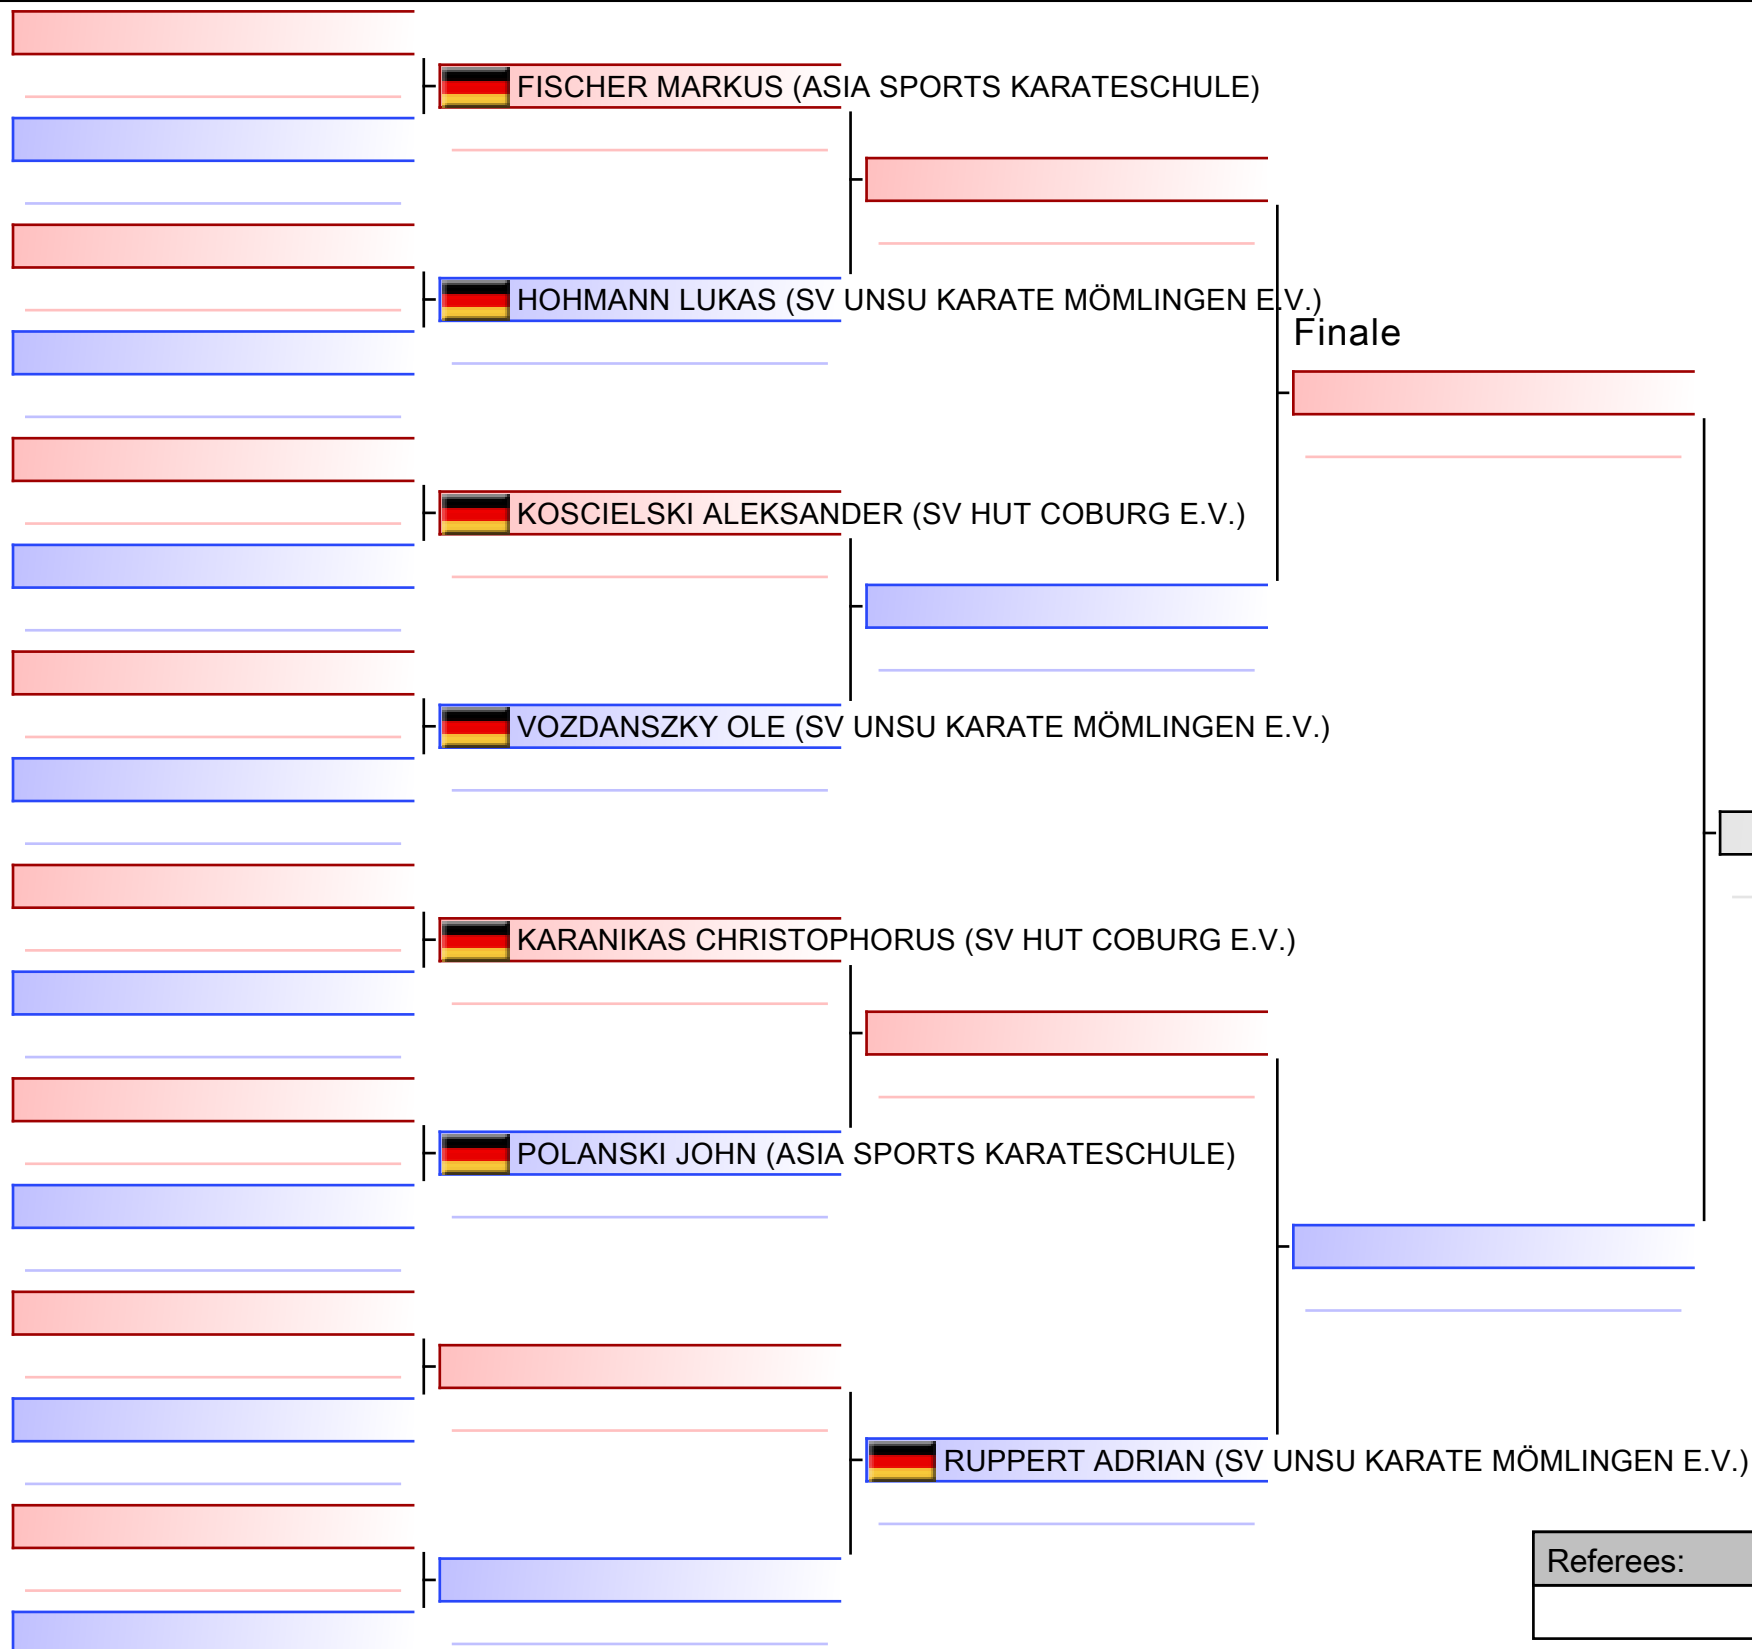 FISCHER MARKUS (ASIA SPORTS KARATESCHULE)
HOHMANN LUKAS (SV UNSU KARATE MÖMLINGEN E.V.)
Finale
KOSCIELSKI ALEKSANDER (SV HUT COBURG E.V.)
VOZDANSZKY OLE (SV UNSU KARATE MÖMLINGEN E.V.)
KARANIKAS CHRISTOPHORUS (SV HUT COBURG E.V.)
POLANSKI JOHN (ASIA SPORTS KARATESCHULE)
RUPPERT ADRIAN (SV UNSU KARATE MÖMLINGEN E.V.)
Referees: